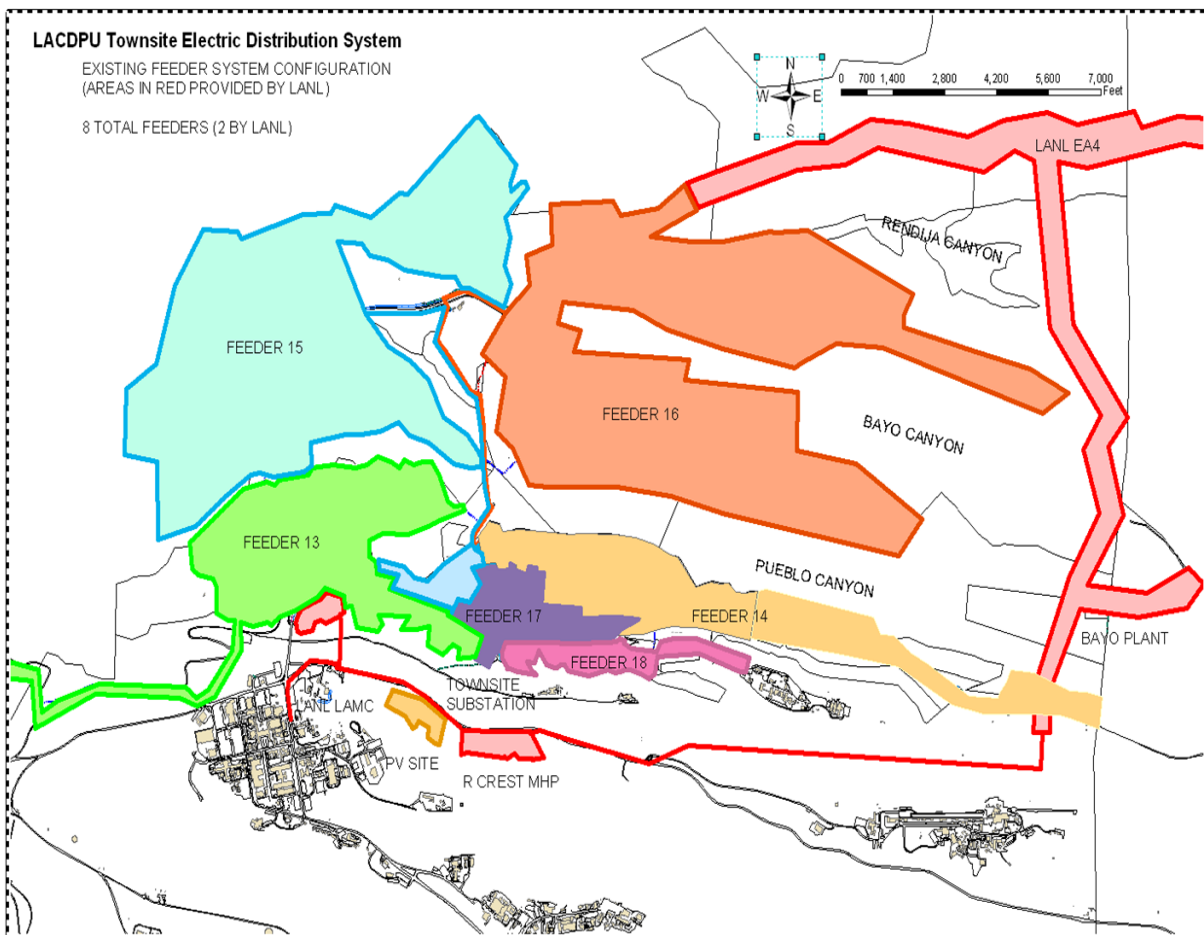 LACDPU Townsite Electric Distribution System
EXISTING FEEDER SYSTEM CONFIGURATION
(AREAS IN RED PROVIDED BY LANL)
8 TOTAL FEEDERS (2 BY LANL)
N
W E
S
0 700 1,400 2,800 4,200 5,600 7,000
Feet
LANL EA4
RENDIJA CANYON
FEEDER 15
FEEDER 16
BAYO CANYON
FEEDER 13
PUEBLO CANYON
FEEDER 17
FEEDER 14
BAYO PLANT
FEEDER 18
TOWNSITE
SUBSTATION
LANL LAMC
PV SITE
R CREST MHP